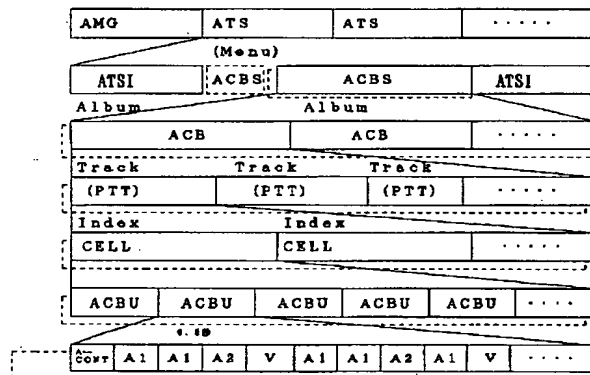 AMG ATS ATS ·····
(Menu)
ATSI ACBS ACBS ATSI
Album Album
ACB ACB ·····
Track Track Track
(PTT) (PTT) (PTT) ·····
Index Index
CELL CELL ·····
ACBU ACBU ACBU ACBU ACBU ····
CONT A1 A1 A2 V A1 A1 A2 A1 V ····